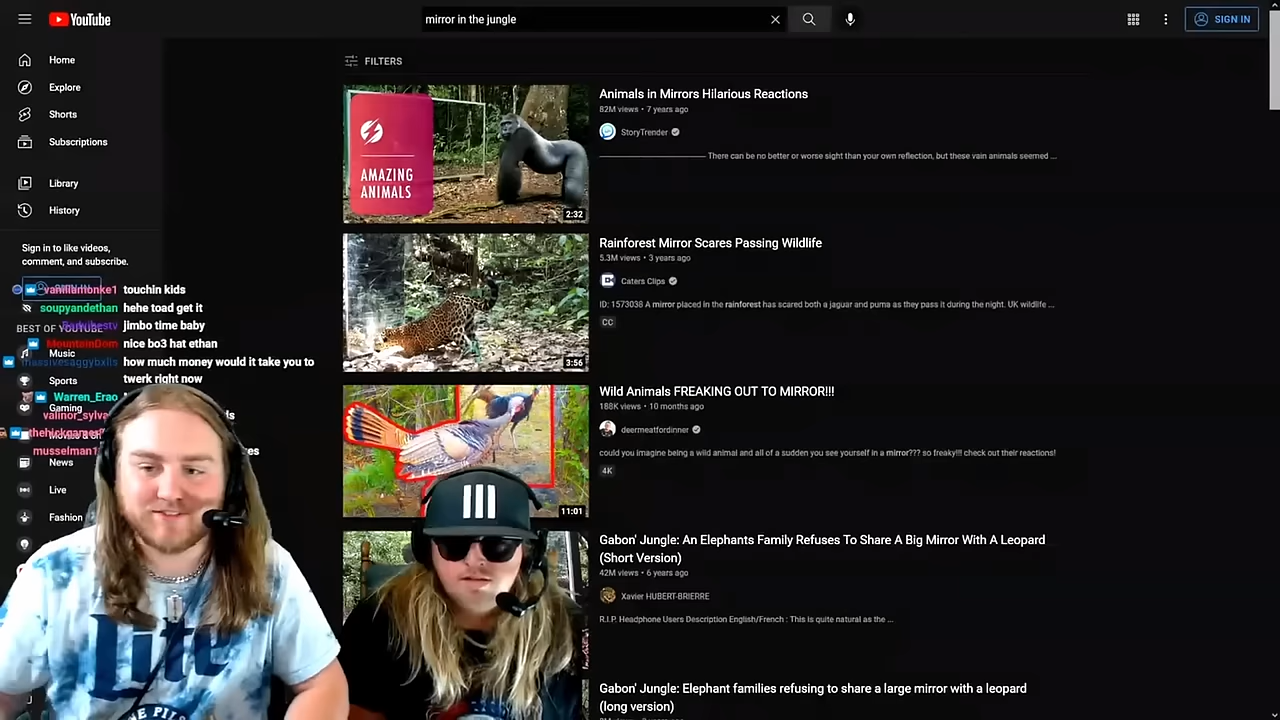 YouTube
mirror in the jungle
SIGN IN
Home
Explore
Shorts
Subscriptions
Library
History
Sign in to like videos,
comment, and subscribe.
BEST OF YOUTUBE
Music
Sports
Gaming
News
Live
Fashion
touchin kids
soupyandethan hehe toad get it
jimbo time baby
MountainDom nice bo3 hat ethan
massivesaggybxlls how much money would it take you to
twerk right now
Warren_Erao
FILTERS
AMAZING
ANIMALS
2:32
Animals in Mirrors Hilarious Reactions
82M views • 7 years ago
StoryTrender
There can be no better or worse sight than your own reflection, but these vain animals seemed ...
3:56
Rainforest Mirror Scares Passing Wildlife
5.3M views • 3 years ago
Caters Clips
ID: 1573038 A mirror placed in the rainforest has scared both a jaguar and puma as they pass it during the night. UK wildlife ...
CC
11:01
Wild Animals FREAKING OUT TO MIRROR!!!
188K views • 10 months ago
deermeatfordinner
could you imagine being a wild animal and all of a sudden you see yourself in a mirror??? so freaky!!! check out their reactions!
4K
Gabon' Jungle: An Elephants Family Refuses To Share A Big Mirror With A Leopard
(Short Version)
42M views • 6 years ago
Xavier HUBERT-BRIERRE
R.I.P. Headphone Users Description English/French : This is quite natural as the ...
Gabon' Jungle: Elephant families refusing to share a large mirror with a leopard
(long version)
Lite